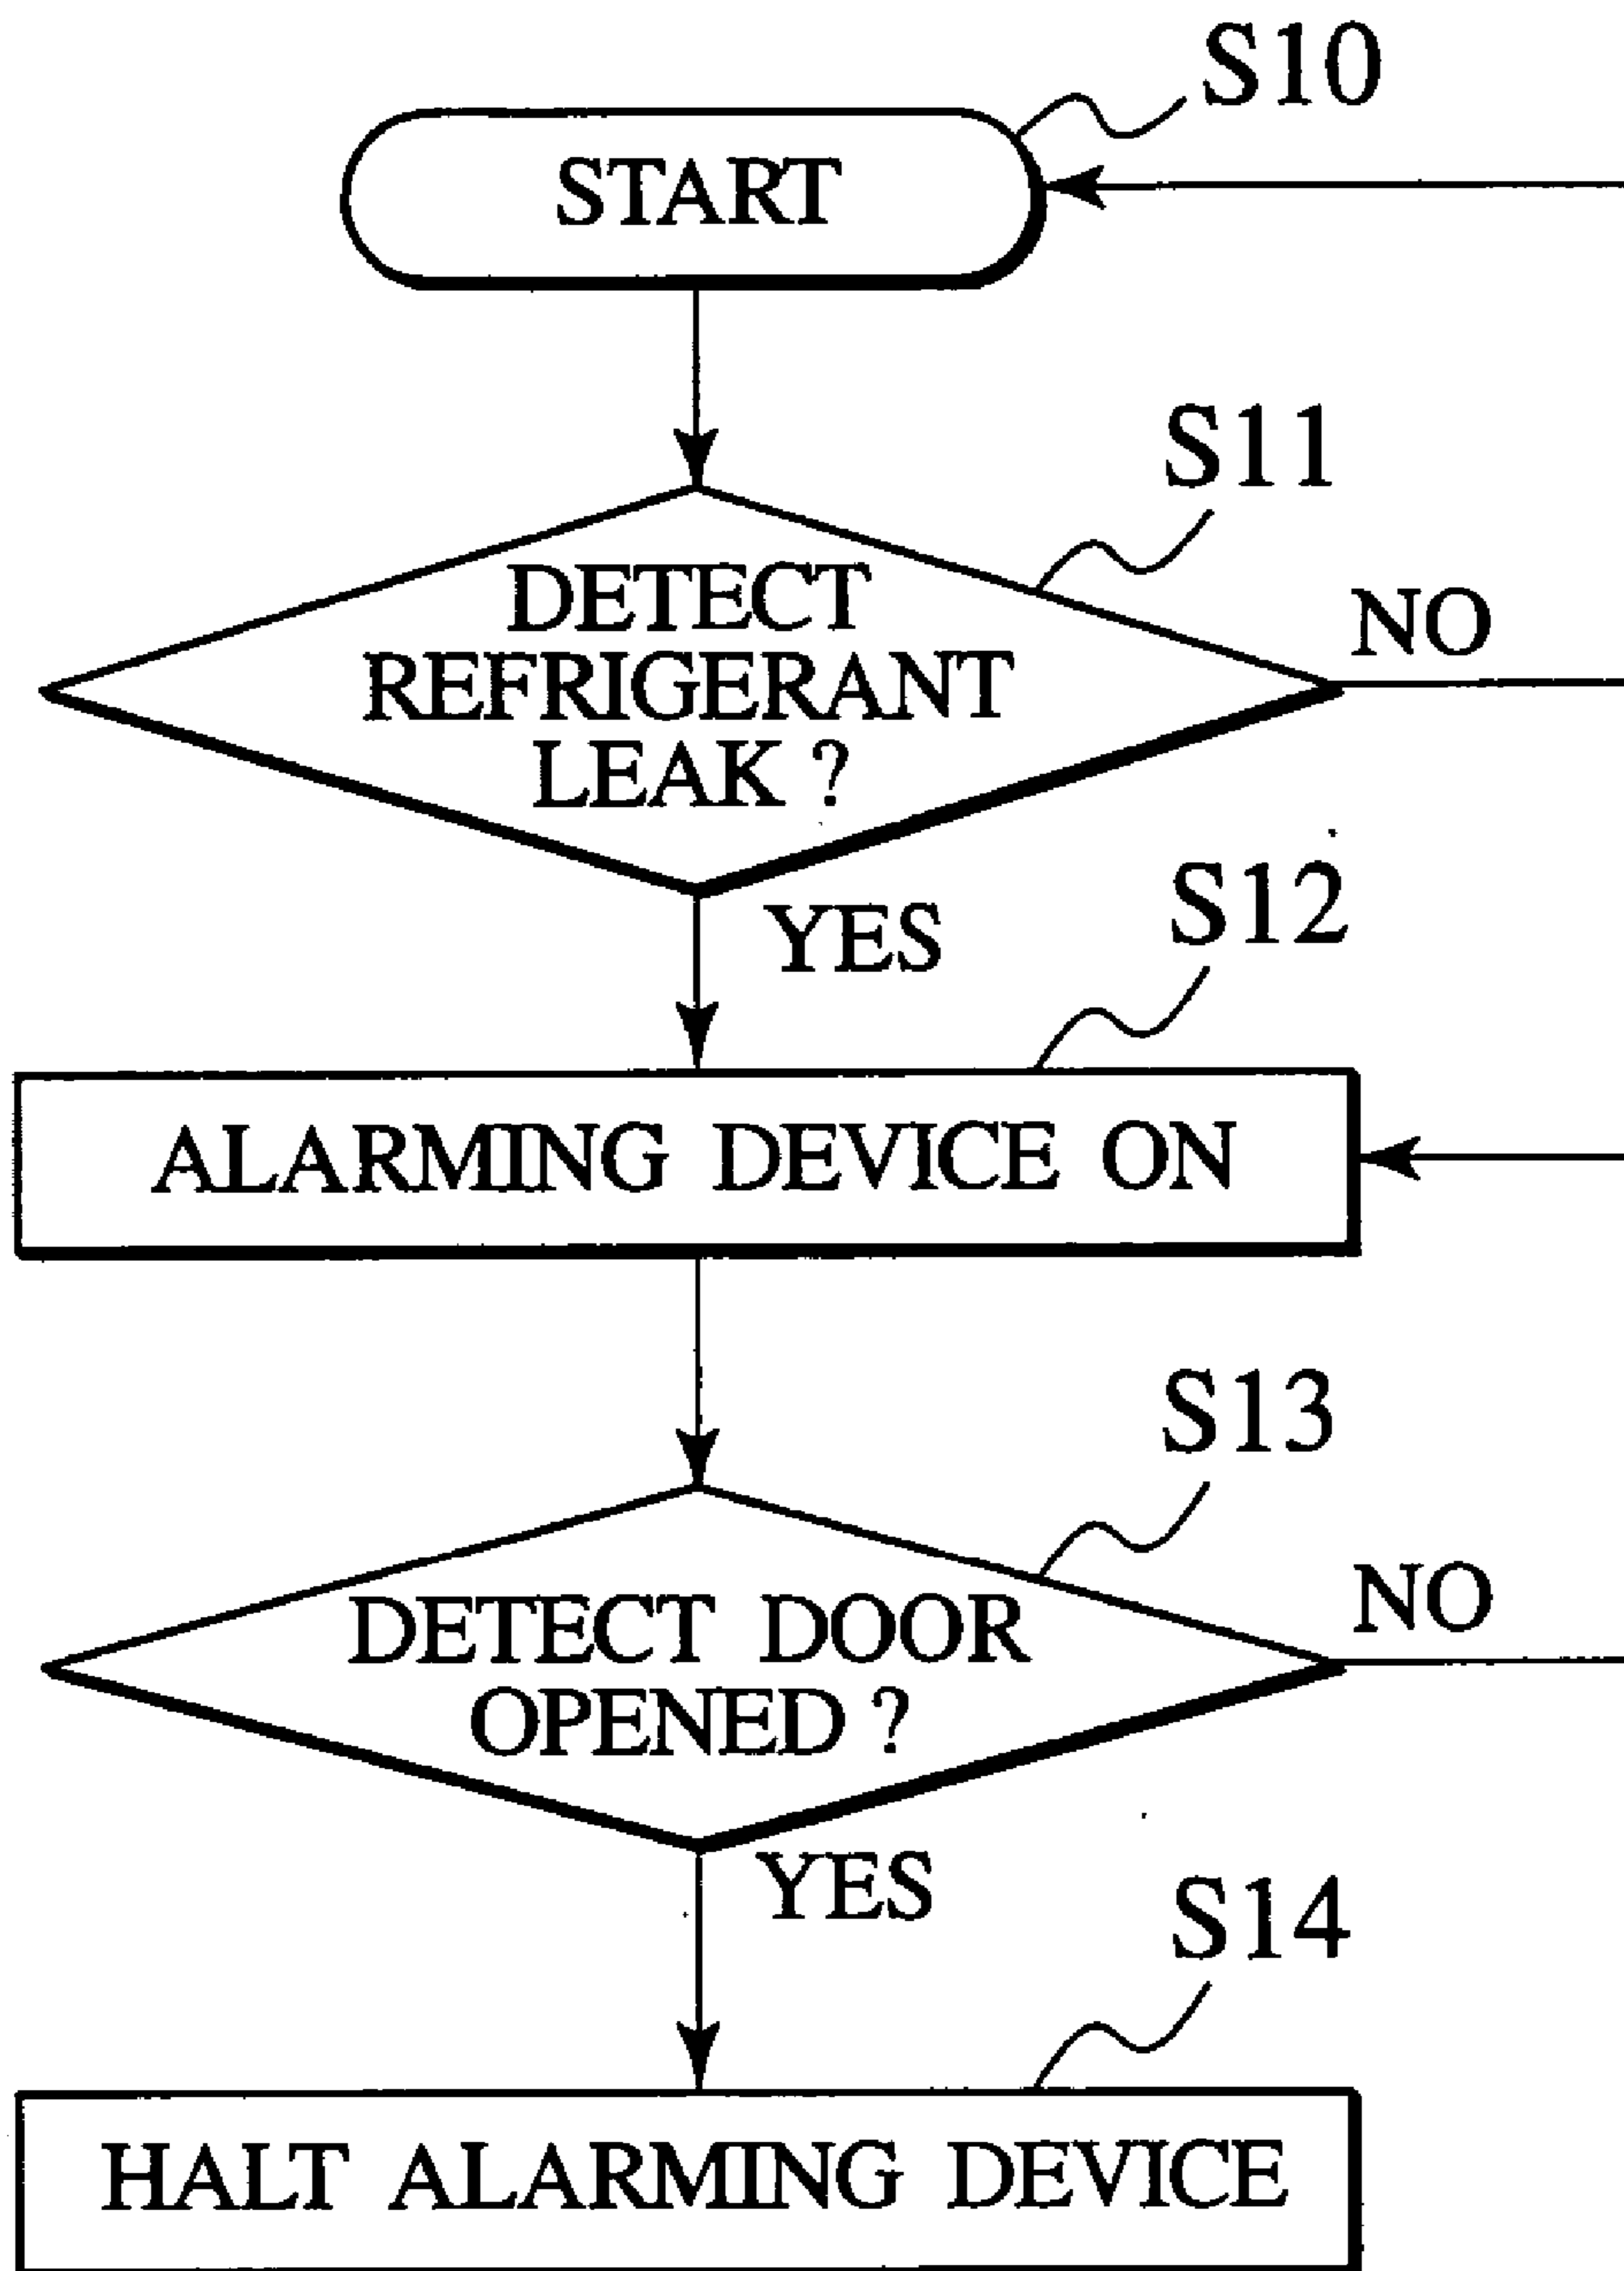 S10
START
S11
DETECT
REFRIGERANT
LEAK ?
NO
YES
S12
ALARMING DEVICE ON
S13
DETECT DOOR
OPENED ?
NO
YES
S14
HALT ALARMING DEVICE